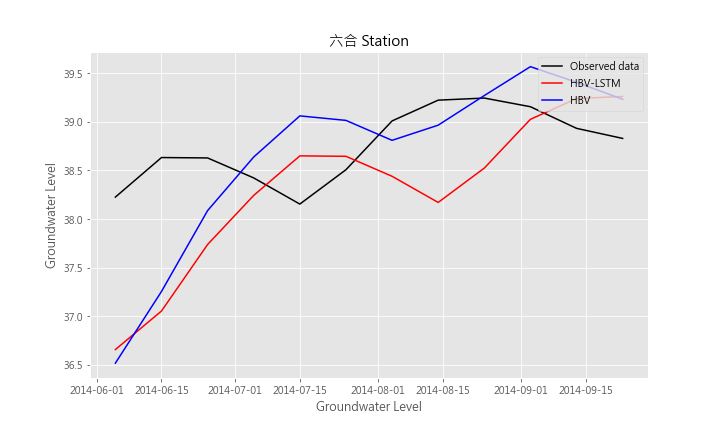 六合 Station
Observed data
HBV-LSTM
HBV
Groundwater Level
39.5
39.0
38.5
38.0
37.5
37.0
36.5
2014-06-01 2014-06-15 2014-07-01 2014-07-15 2014-08-01 2014-08-15 2014-09-01 2014-09-15
Groundwater Level